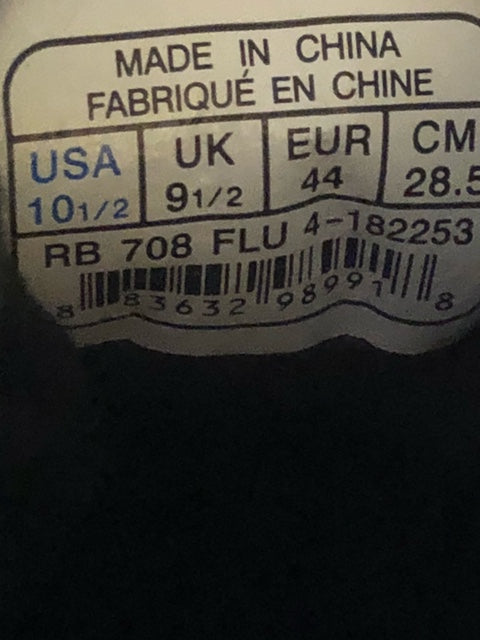 MADE IN CHINA
FABRIQUÉ EN CHINE
USA UK EUR CM
10 1/2 9 1/2 44 28.5
RB 708 FLU 4-182253
8 83632 98997 8